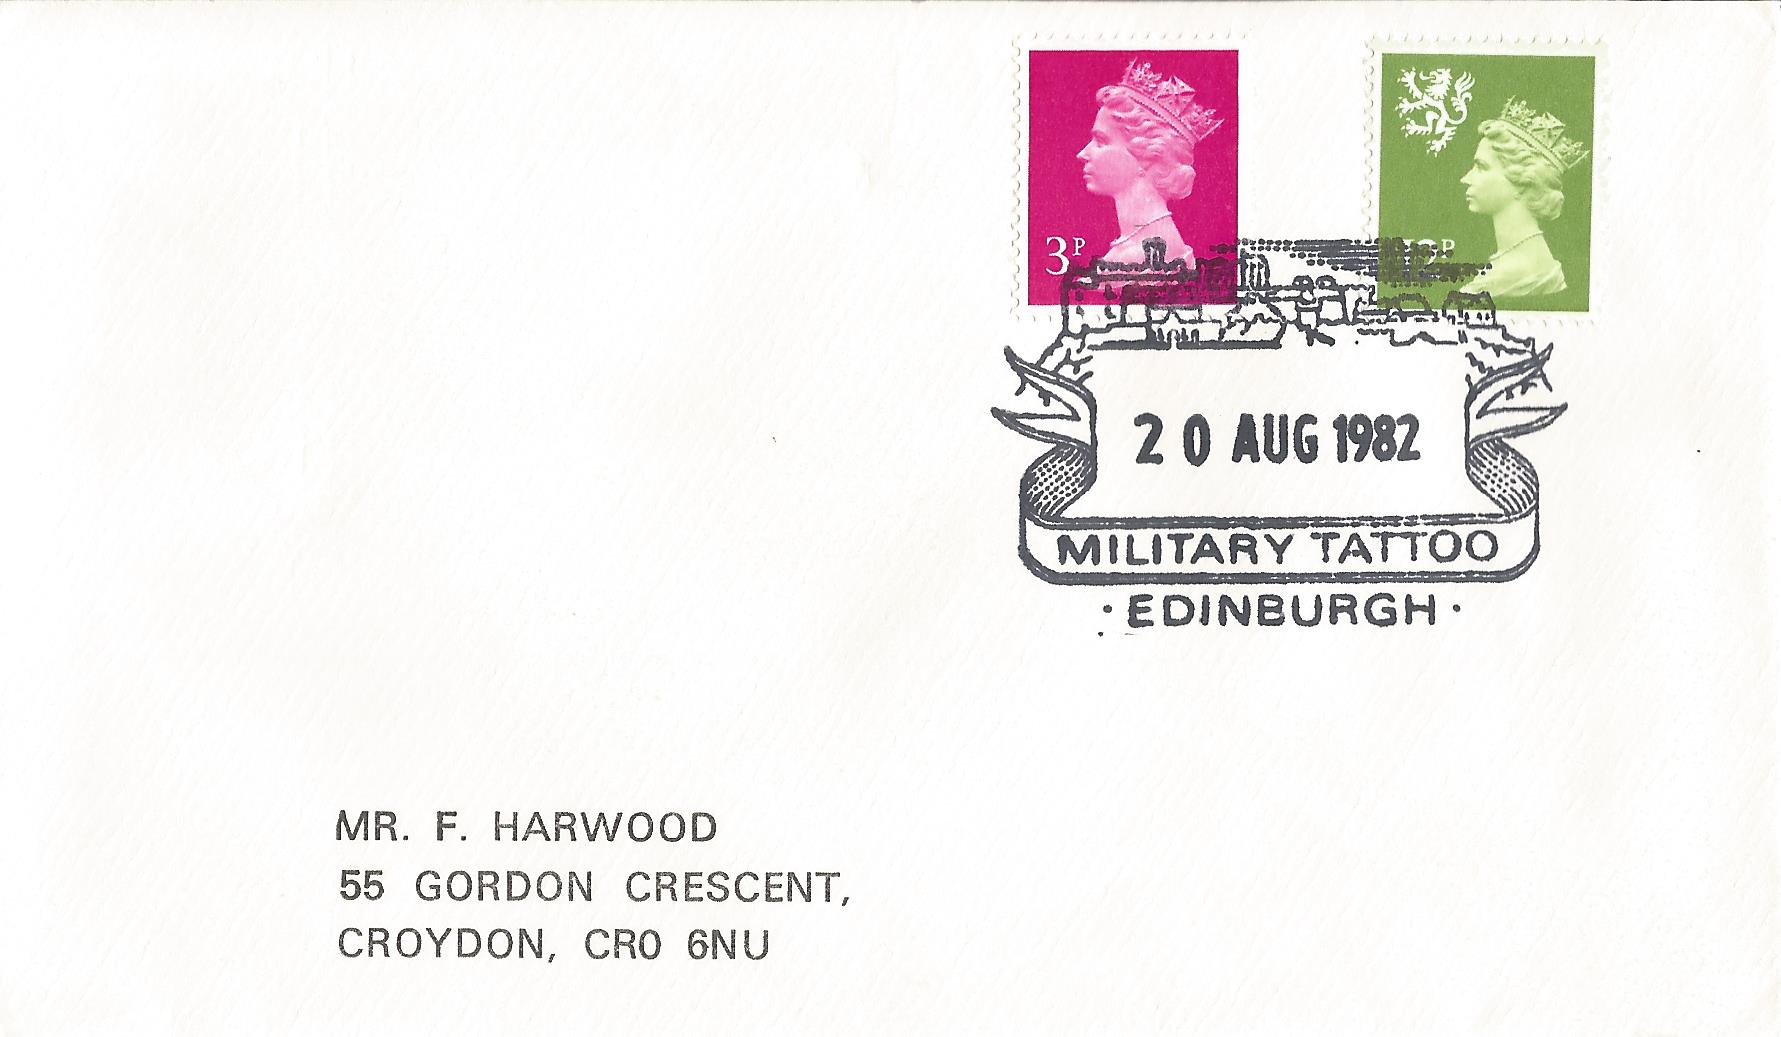 3P
P
20 AUG 1982
MILITARY TATTOO
· EDINBURGH ·
MR. F. HARWOOD
55 GORDON CRESCENT,
CROYDON, CR0 6NU